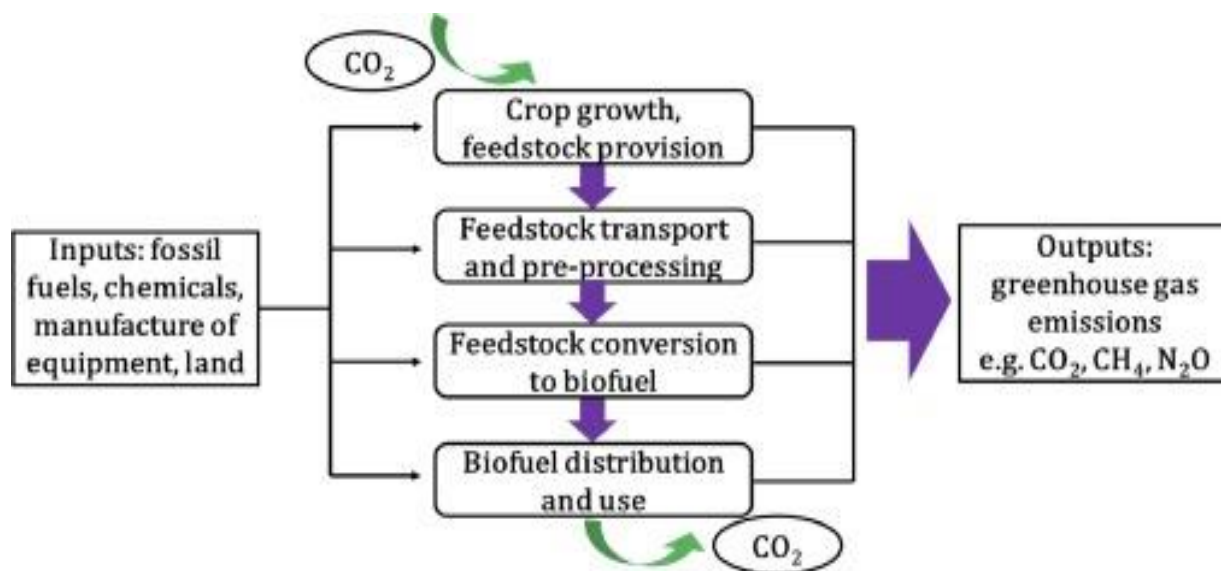 CO₂
Crop growth,
feedstock provision
Feedstock transport
and pre-processing
Feedstock conversion
to biofuel
Biofuel distribution
and use
CO₂
Inputs: fossil
fuels, chemicals,
manufacture of
equipment, land
Outputs:
greenhouse gas
emissions
e.g. CO₂, CH₄, N₂O